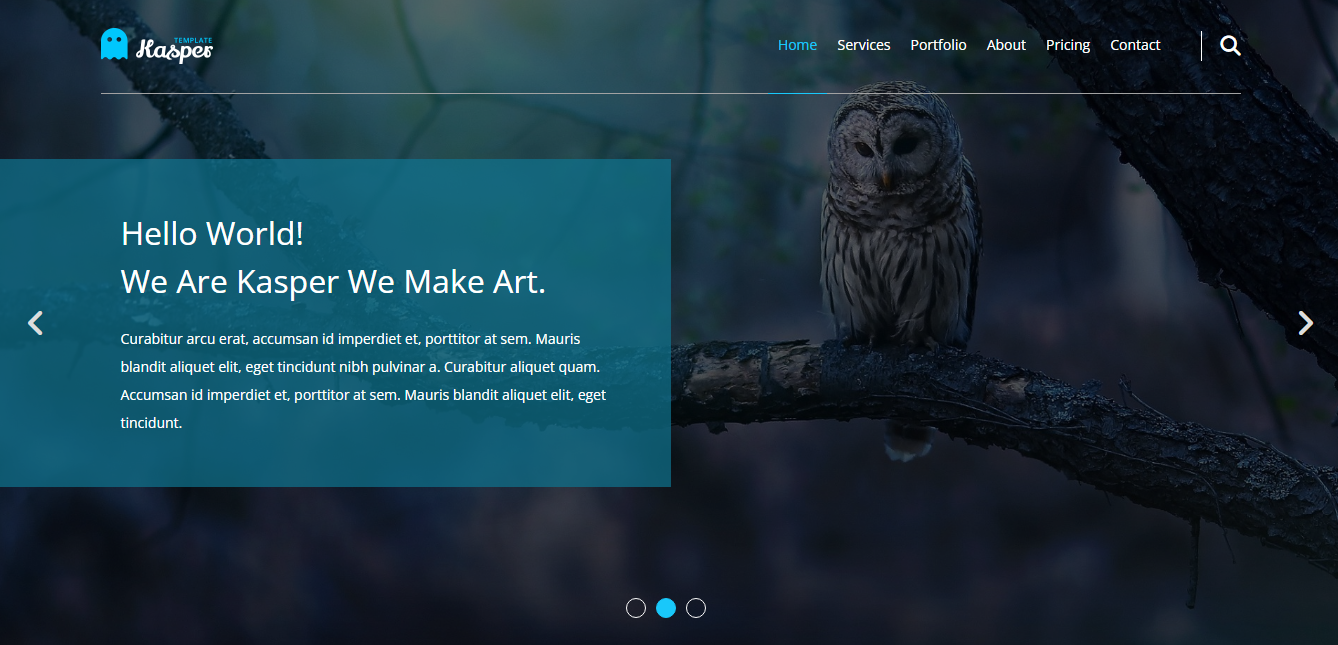 TEMPLATE
Kasper
Home Services Portfolio About Pricing Contact
Hello World!
We Are Kasper We Make Art.
Curabitur arcu erat, accumsan id imperdiet et, porttitor at sem. Mauris
blandit aliquet elit, eget tincidunt nibh pulvinar a. Curabitur aliquet quam.
Accumsan id imperdiet et, porttitor at sem. Mauris blandit aliquet elit, eget
tincidunt.